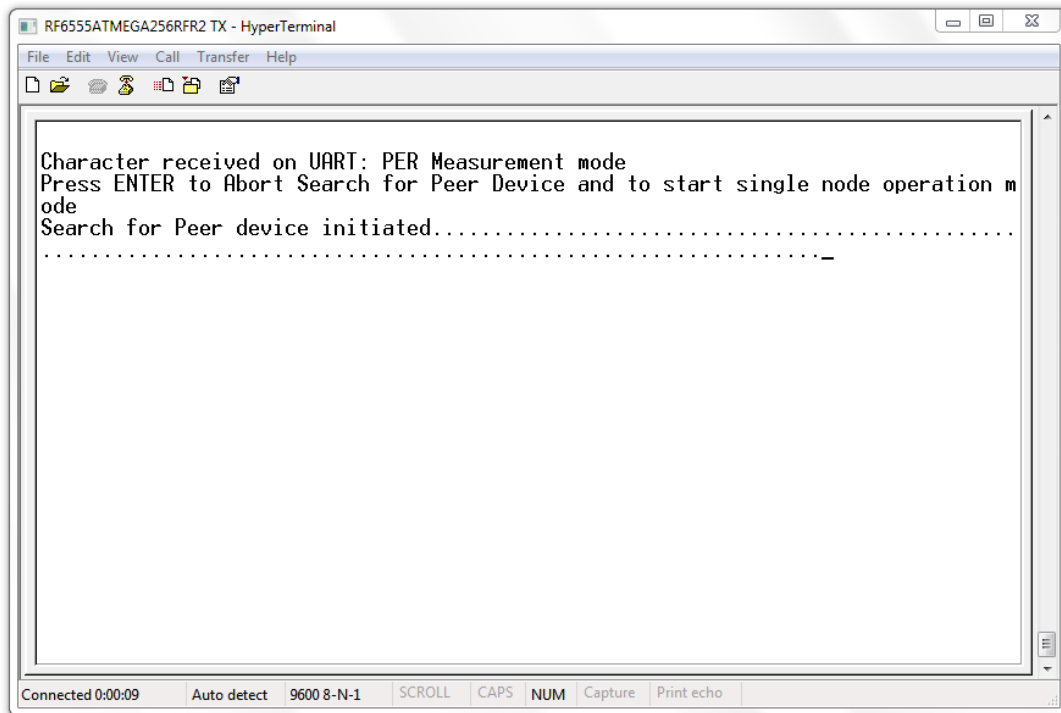 RF6555ATMEGA256RFR2 TX - HyperTerminal
File Edit View Call Transfer Help
Character received on UART: PER Measurement mode
Press ENTER to Abort Search for Peer Device and to start single node operation m
ode
Search for Peer device initiated................................................
................................................................_
Connected 0:00:09 Auto detect 9600 8-N-1 SCROLL CAPS NUM Capture Print echo